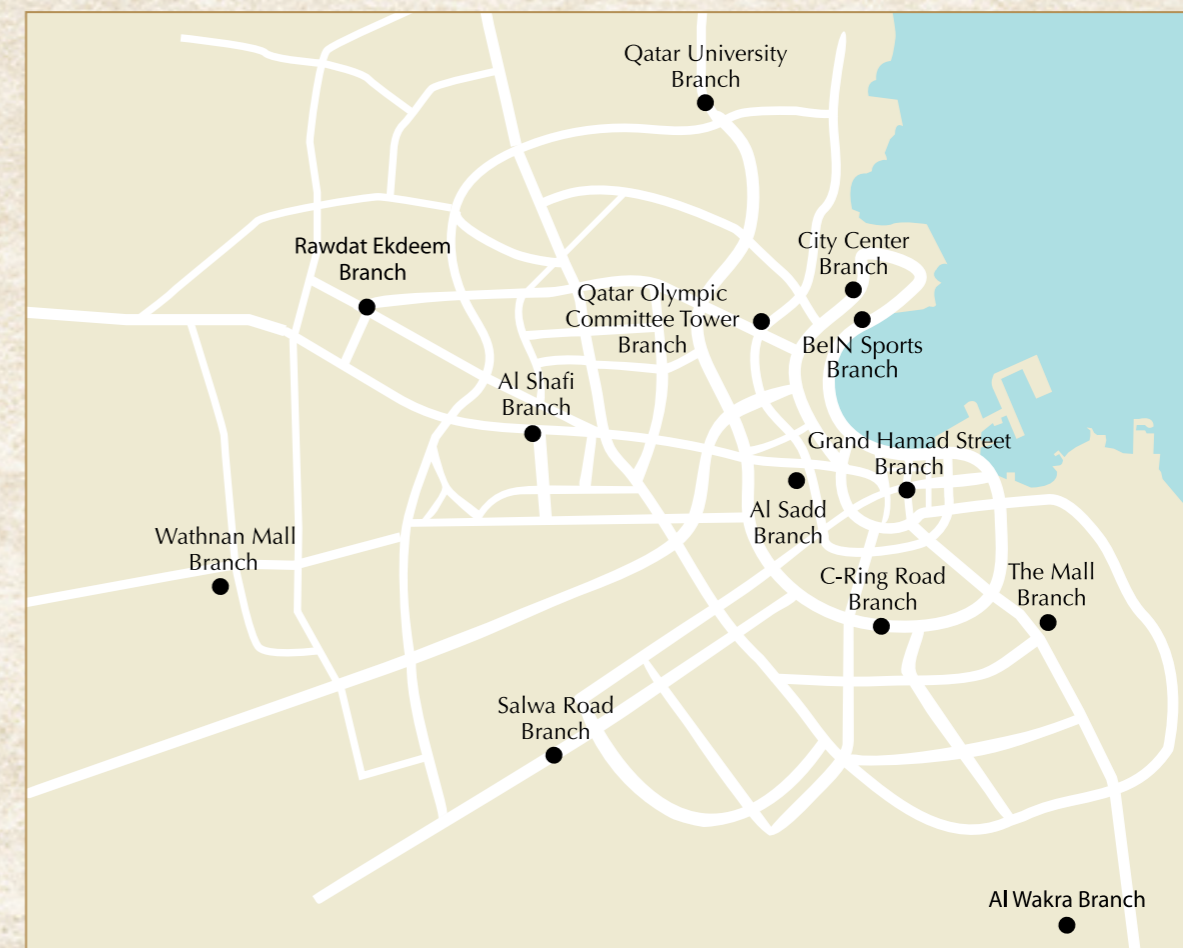 Qatar University
Branch
City Center
Branch
Rawdat Ekdeem
Branch
Qatar Olympic
Committee Tower
Branch
BeIN Sports
Branch
Al Shafi
Branch
Grand Hamad Street
Branch
Al Sadd
Branch
Wathnan Mall
Branch
C-Ring Road
Branch
The Mall
Branch
Salwa Road
Branch
Al Wakra Branch